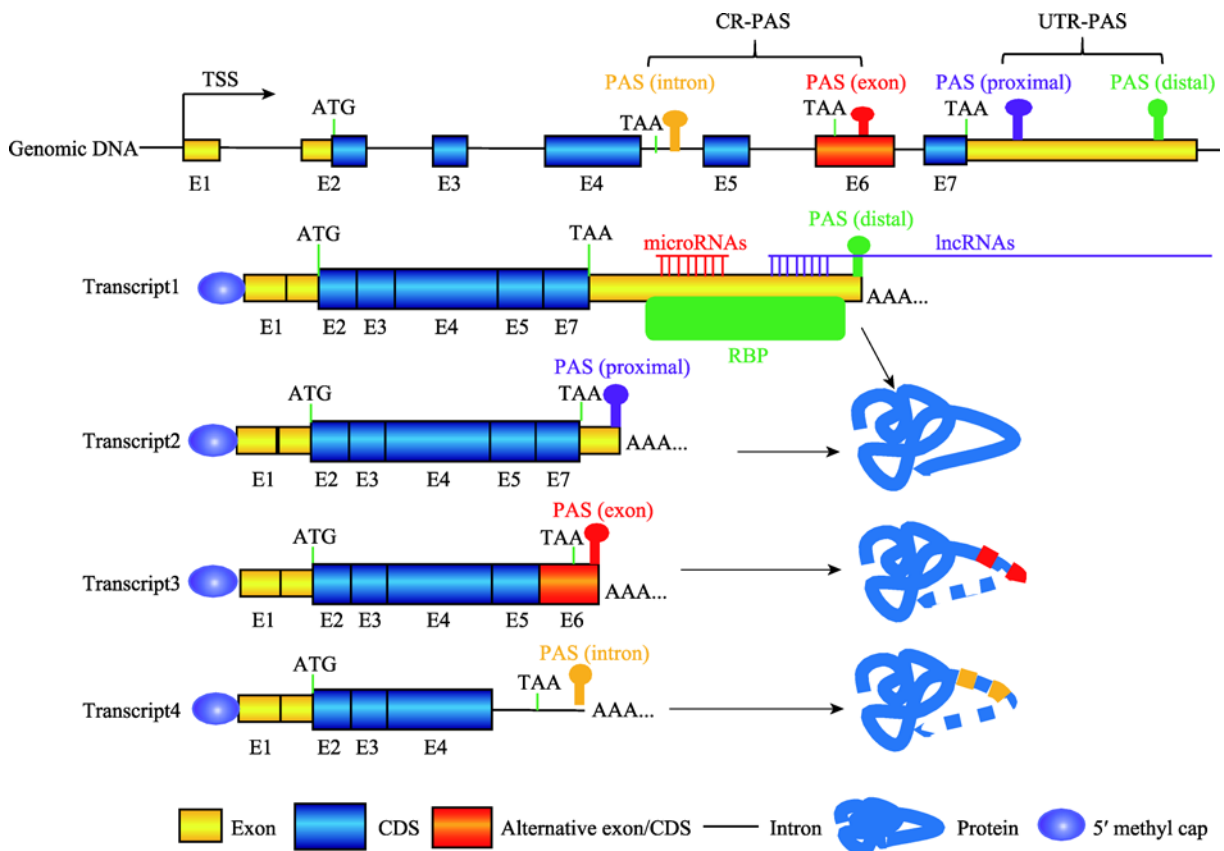 CR-PAS UTR-PAS
TSS PAS (intron) PAS (exon) PAS (proximal) PAS (distal)
ATG TAA TAA TAA
Genomic DNA
E1 E2 E3 E4 E5 E6 E7
PAS (distal)
ATG TAA microRNAs lncRNAs
Transcript1 AAA...
E1 E2 E3 E4 E5 E7
RBP
PAS (proximal)
ATG TAA
Transcript2 AAA...
E1 E2 E3 E4 E5 E7
PAS (exon)
ATG TAA
Transcript3 AAA...
E1 E2 E3 E4 E5 E6
PAS (intron)
ATG TAA
Transcript4 AAA...
E1 E2 E3 E4
Exon CDS Alternative exon/CDS Intron Protein 5′ methyl cap